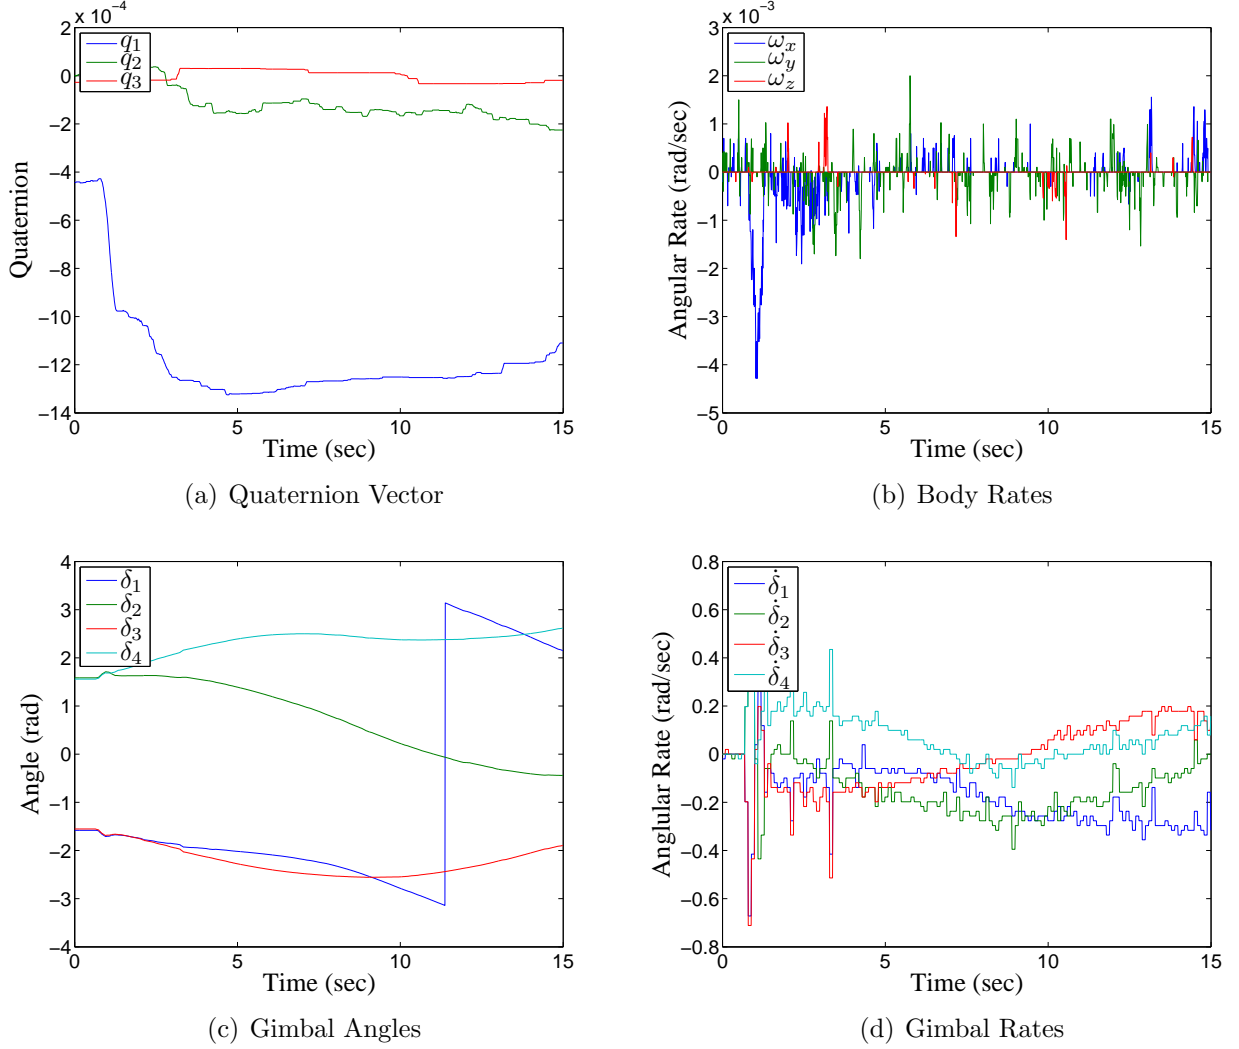 x 10⁻⁴
2
0
−2
−4
−6
−8
−10
−12
−14
q₁
q₂
q₃
Quaternion
0 5 10 15
Time (sec)
(a) Quaternion Vector
x 10⁻³
3
2
1
0
−1
−2
−3
−4
−5
ωₓ
ω_y
ω_z
Angular Rate (rad/sec)
0 5 10 15
Time (sec)
(b) Body Rates
4
3
2
1
0
−1
−2
−3
−4
δ₁
δ₂
δ₃
δ₄
Angle (rad)
0 5 10 15
Time (sec)
(c) Gimbal Angles
0.8
0.6
0.4
0.2
0
−0.2
−0.4
−0.6
−0.8
δ̇₁
δ̇₂
δ̇₃
δ̇₄
Anglular Rate (rad/sec)
0 5 10 15
Time (sec)
(d) Gimbal Rates